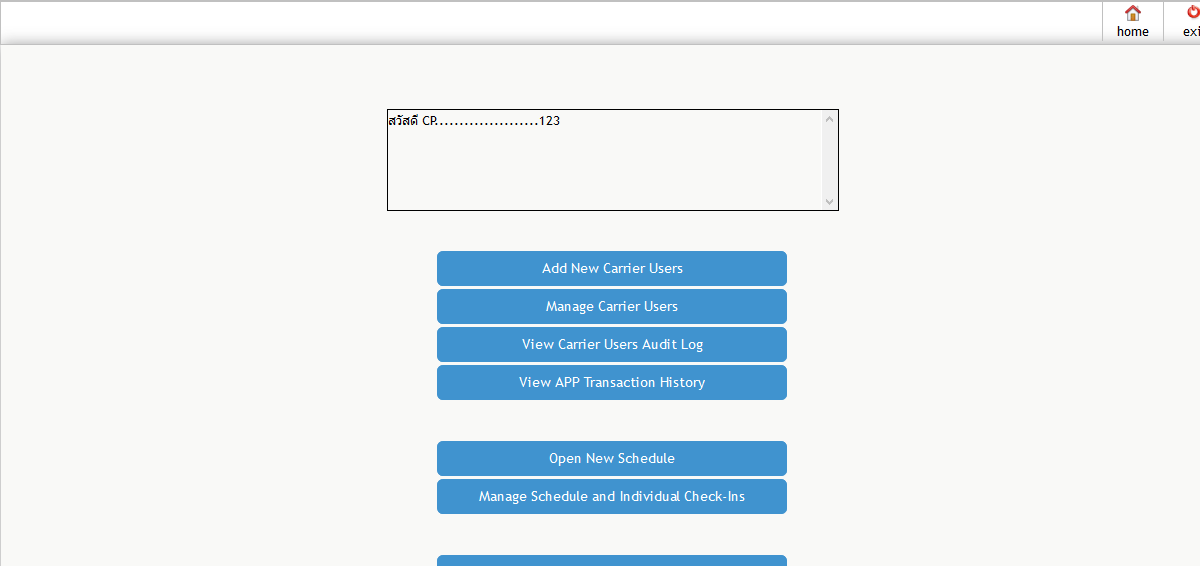 home
exi
สวัสดี CP.....................123
Add New Carrier Users
Manage Carrier Users
View Carrier Users Audit Log
View APP Transaction History
Open New Schedule
Manage Schedule and Individual Check-Ins